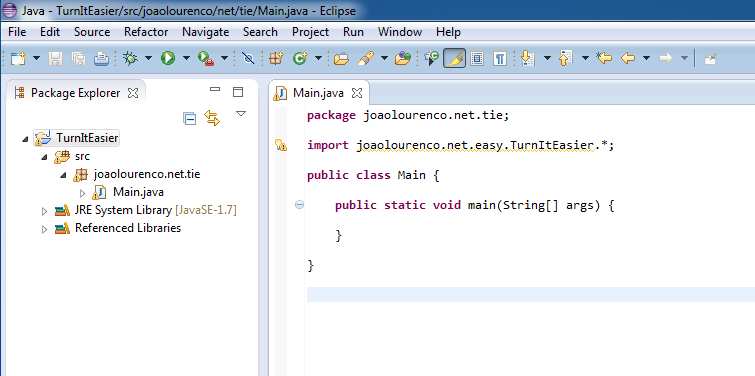 Java - TurnItEasier/src/joaolourenco/net/tie/Main.java - Eclipse
File Edit Source Refactor Navigate Search Project Run Window Help
Package Explorer
TurnItEasier
src
joaolourenco.net.tie
Main.java
JRE System Library [JavaSE-1.7]
Referenced Libraries
Main.java
package joaolourenco.net.tie;
import joaolourenco.net.easy.TurnItEasier.*;
public class Main {
public static void main(String[] args) {
}
}